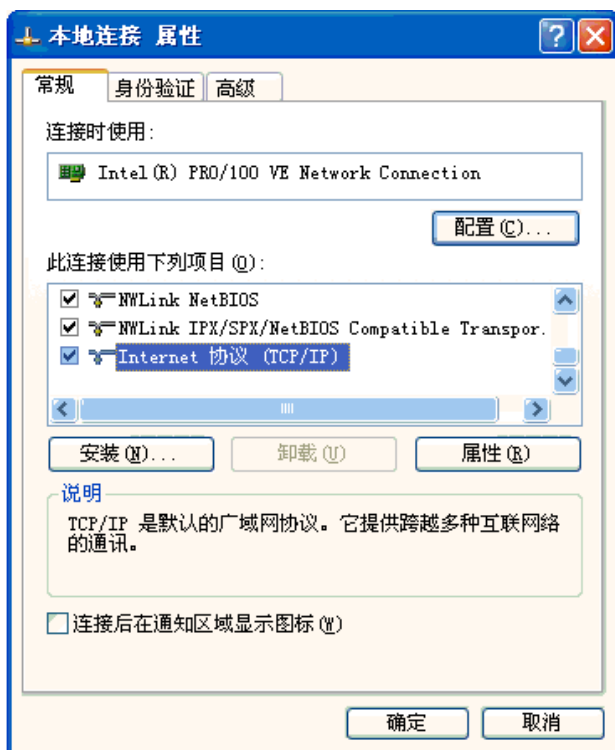 本地连接 属性
常规 身份验证 高级
连接时使用:
Intel(R) PRO/100 VE Network Connection
配置(C)...
此连接使用下列项目(O):
NWLink NetBIOS
NWLink IPX/SPX/NetBIOS Compatible Transpor.
Internet 协议 (TCP/IP)
安装(N)... 卸载(U) 属性(R)
说明
TCP/IP 是默认的广域网协议。它提供跨越多种互联网络
的通讯。
连接后在通知区域显示图标(W)
确定 取消